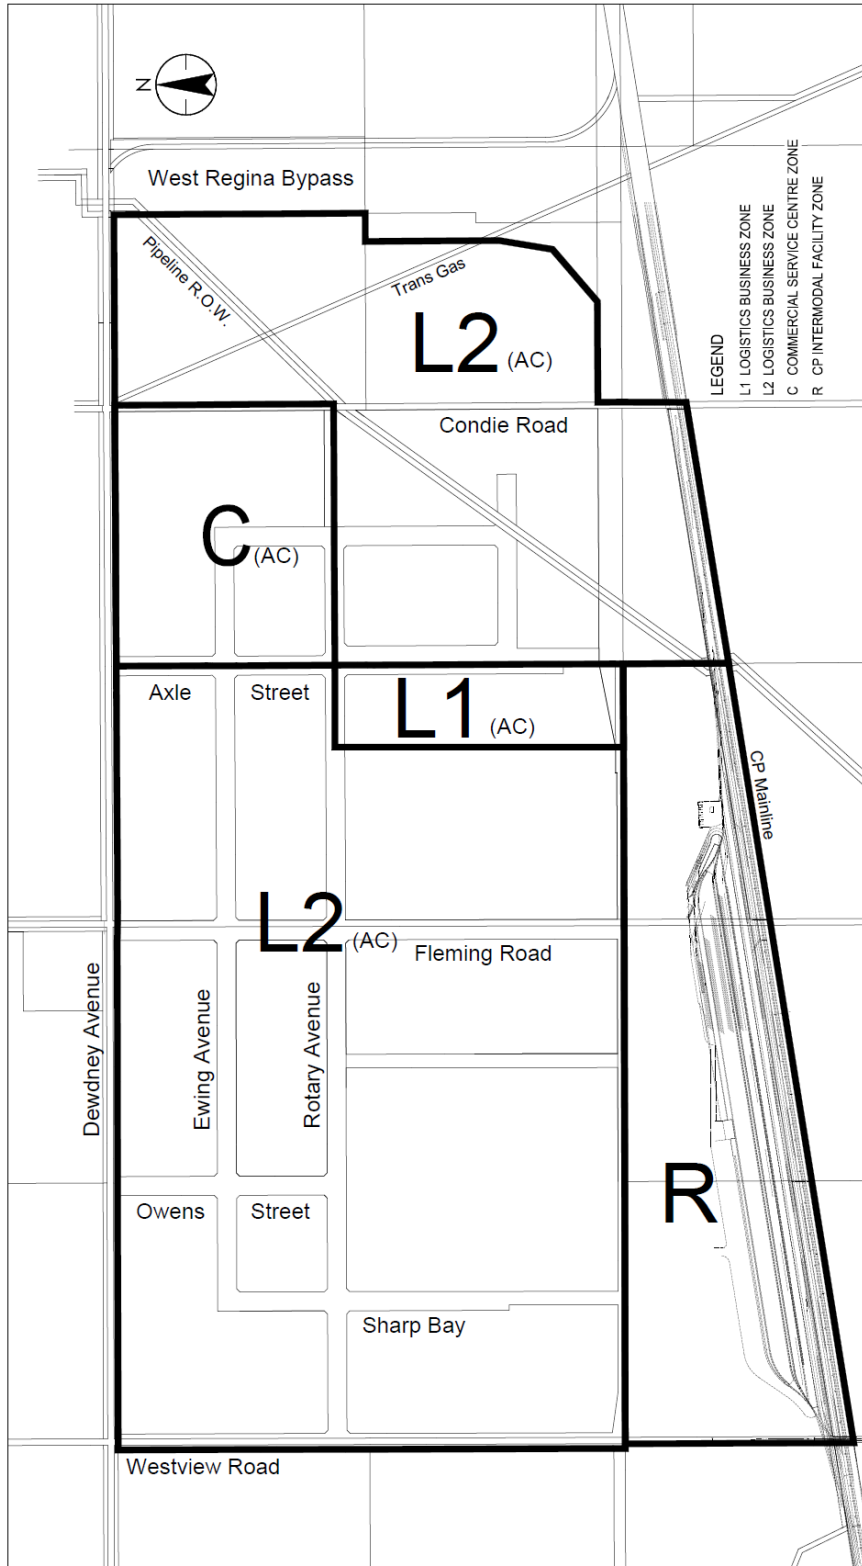 N
West Regina Bypass
Pipeline R.O.W.
Trans Gas
L2 (AC)
LEGEND
L1 LOGISTICS BUSINESS ZONE
L2 LOGISTICS BUSINESS ZONE
C COMMERCIAL SERVICE CENTRE ZONE
R CP INTERMODAL FACILITY ZONE
Condie Road
C (AC)
Axle Street
L1 (AC)
CP Mainline
L2 (AC)
Fleming Road
Dewdney Avenue
Ewing Avenue
Rotary Avenue
R
Owens Street
Sharp Bay
Westview Road